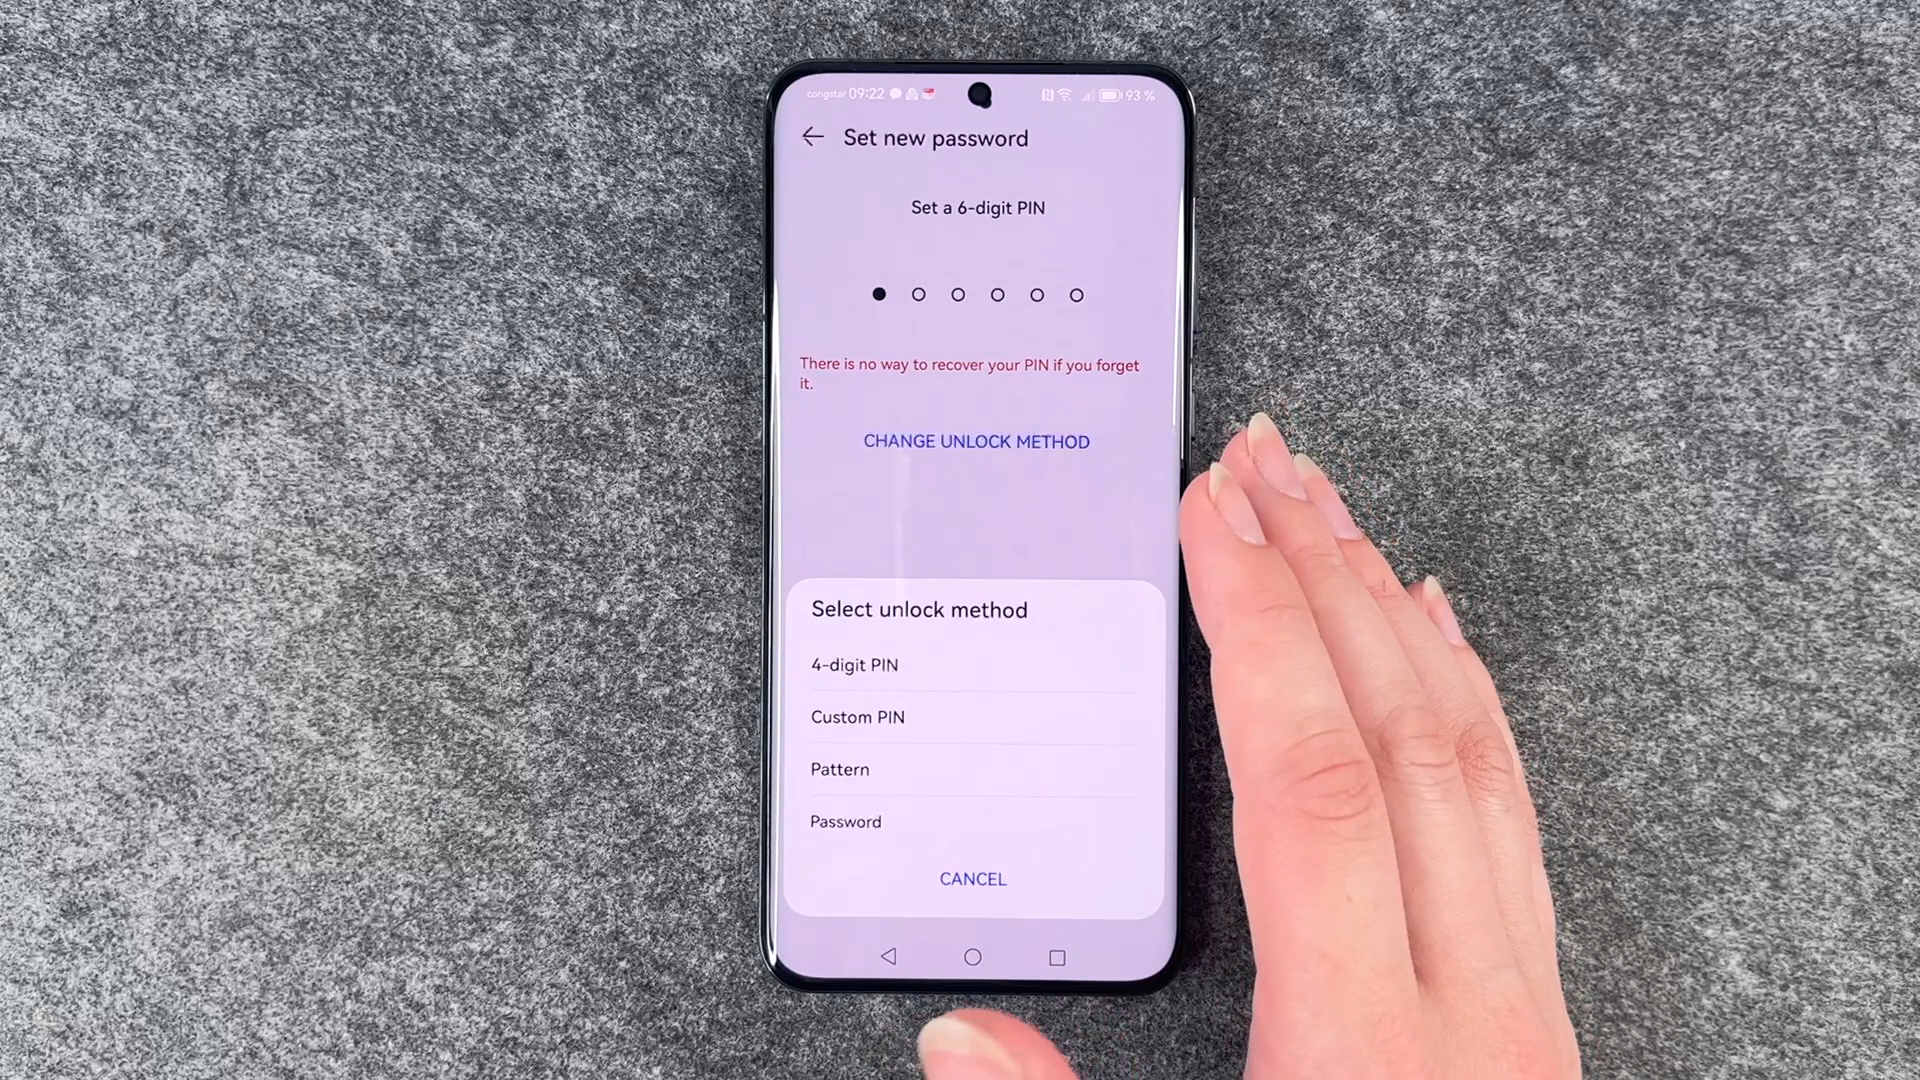 congstar 09:22 93 %
Set new password
Set a 6-digit PIN
There is no way to recover your PIN if you forget
it.
CHANGE UNLOCK METHOD
Select unlock method
4-digit PIN
Custom PIN
Pattern
Password
CANCEL